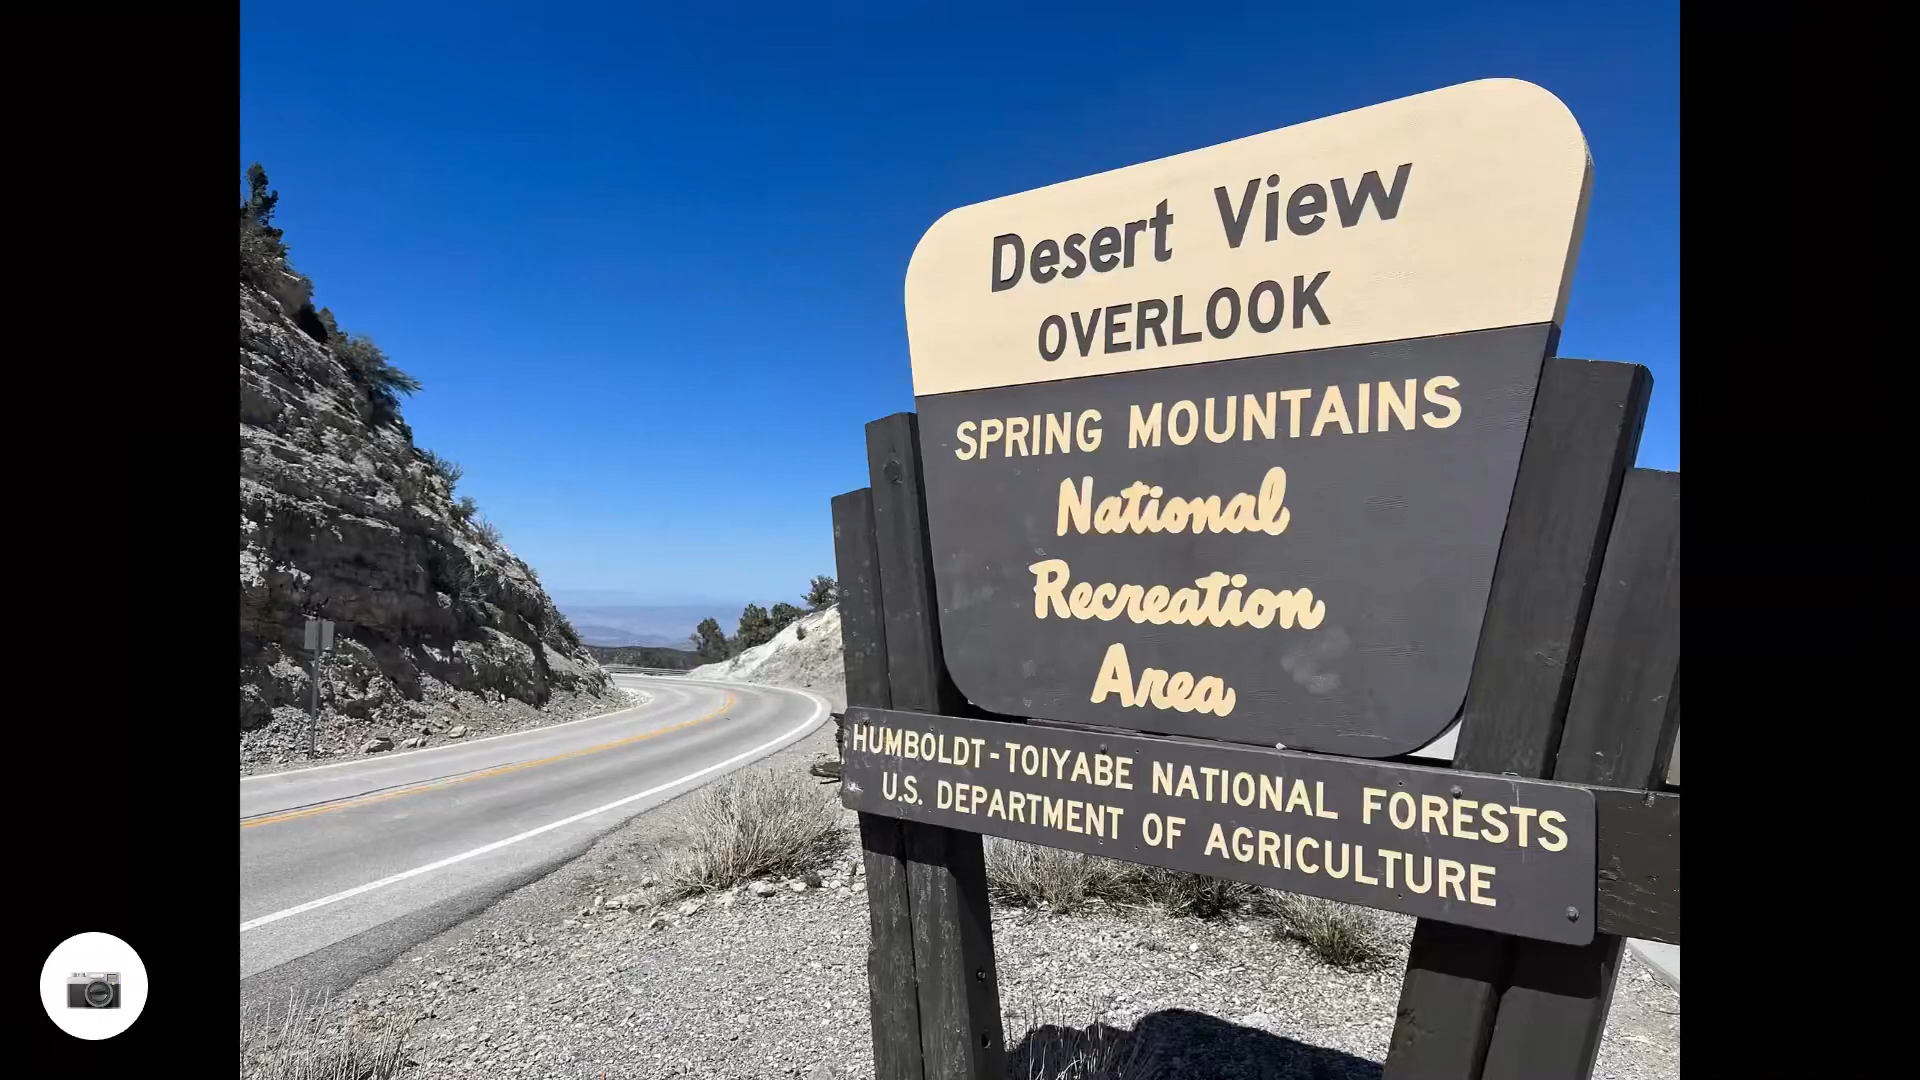 Desert View
OVERLOOK
SPRING MOUNTAINS
National
Recreation
Area
HUMBOLDT-TOIYABE NATIONAL FORESTS
U.S. DEPARTMENT OF AGRICULTURE